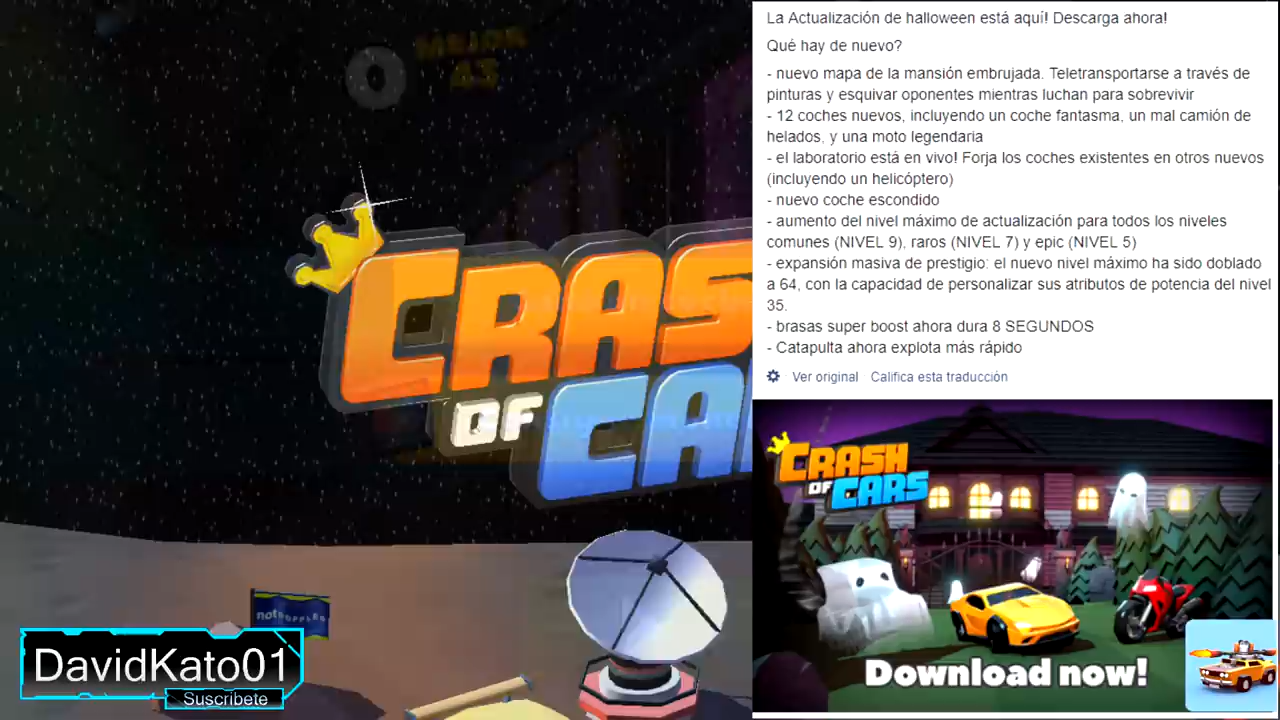 MEJOR
43
0
CRASH
OF CA
notDOPPLER
DavidKato01
Suscribete
La Actualización de halloween está aquí! Descarga ahora!
Qué hay de nuevo?
- nuevo mapa de la mansión embrujada. Teletransportarse a través de
pinturas y esquivar oponentes mientras luchan para sobrevivir
- 12 coches nuevos, incluyendo un coche fantasma, un mal camión de
helados, y una moto legendaria
- el laboratorio está en vivo! Forja los coches existentes en otros nuevos
(incluyendo un helicóptero)
- nuevo coche escondido
- aumento del nivel máximo de actualización para todos los niveles
comunes (NIVEL 9), raros (NIVEL 7) y epic (NIVEL 5)
- expansión masiva de prestigio: el nuevo nivel máximo ha sido doblado
a 64, con la capacidad de personalizar sus atributos de potencia del nivel
35.
- brasas super boost ahora dura 8 SEGUNDOS
- Catapulta ahora explota más rápido
Ver original Califica esta traducción
CRASH
OF CARS
Download now!